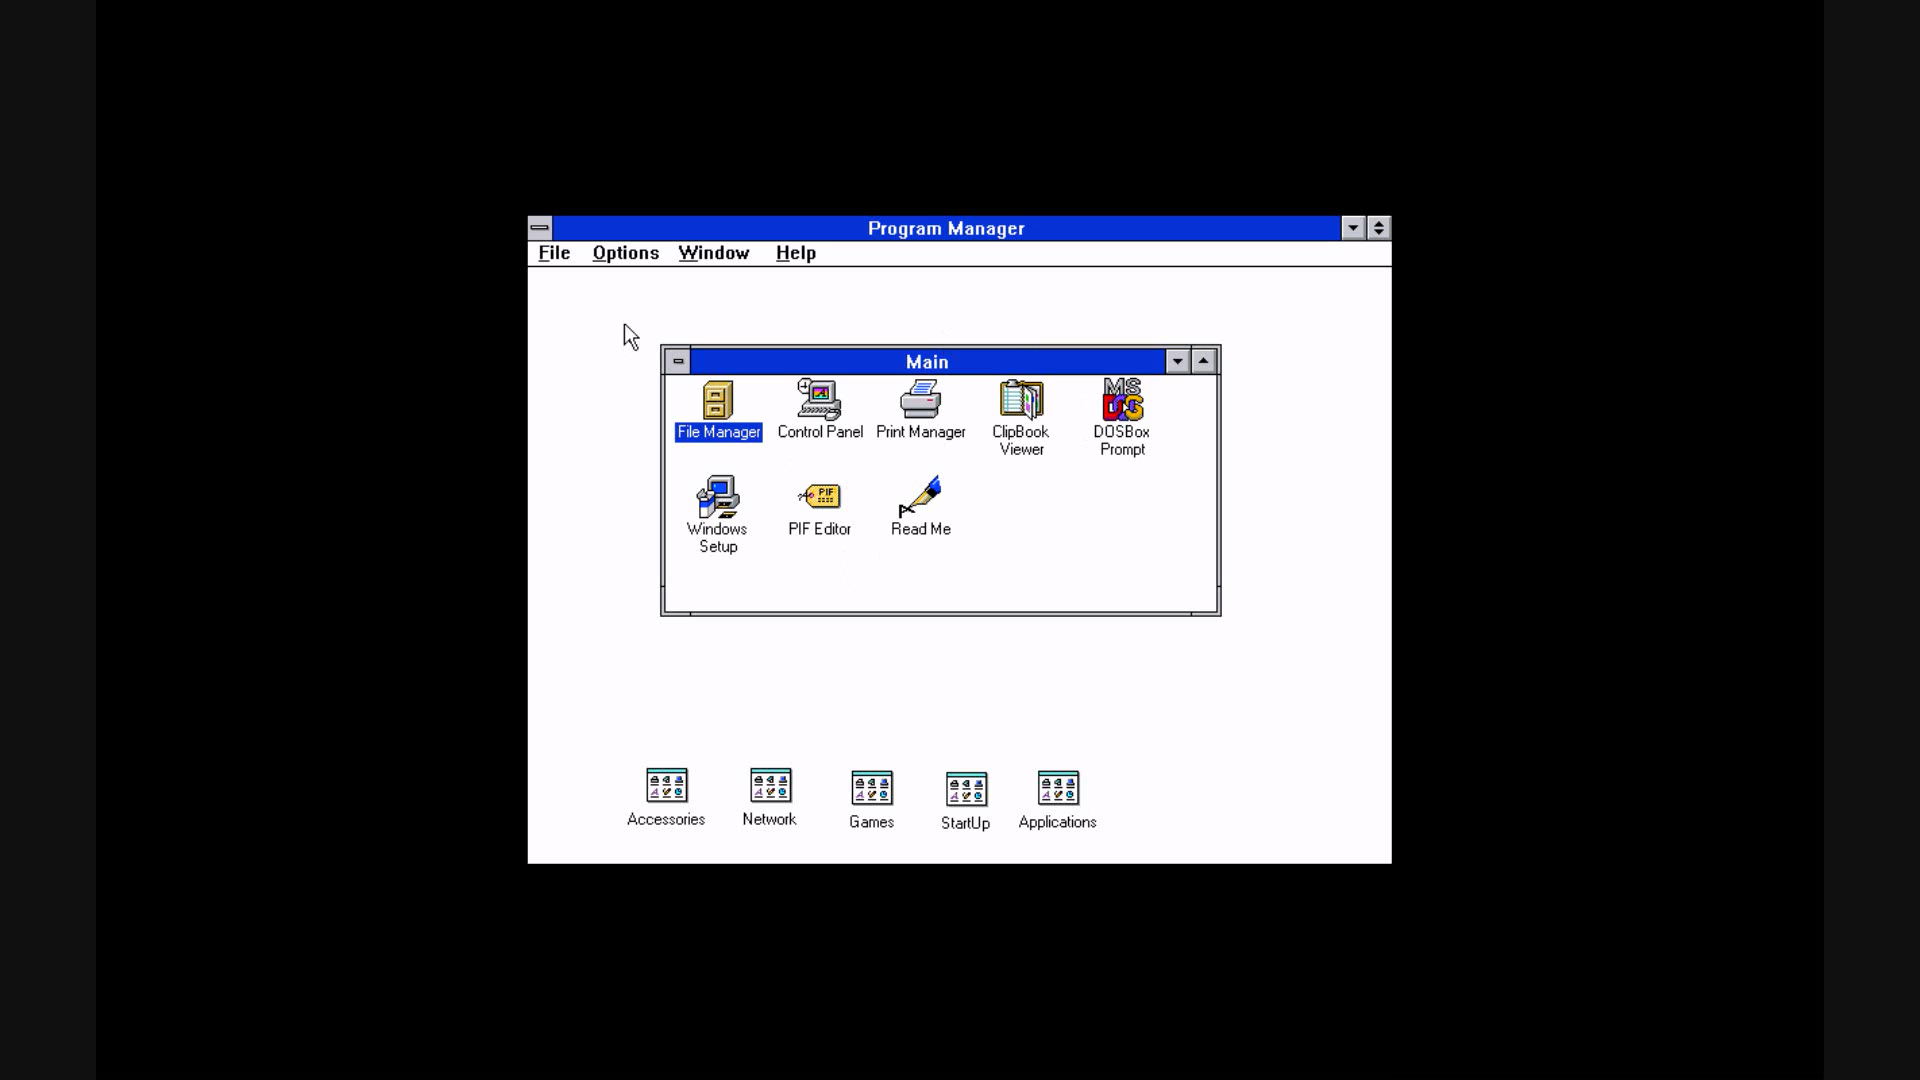 Program Manager
File Options Window Help
Main
File Manager Control Panel Print Manager ClipBook Viewer MS DOS DOSBox Prompt
Windows Setup PIF PIF Editor Read Me
Accessories Network Games StartUp Applications